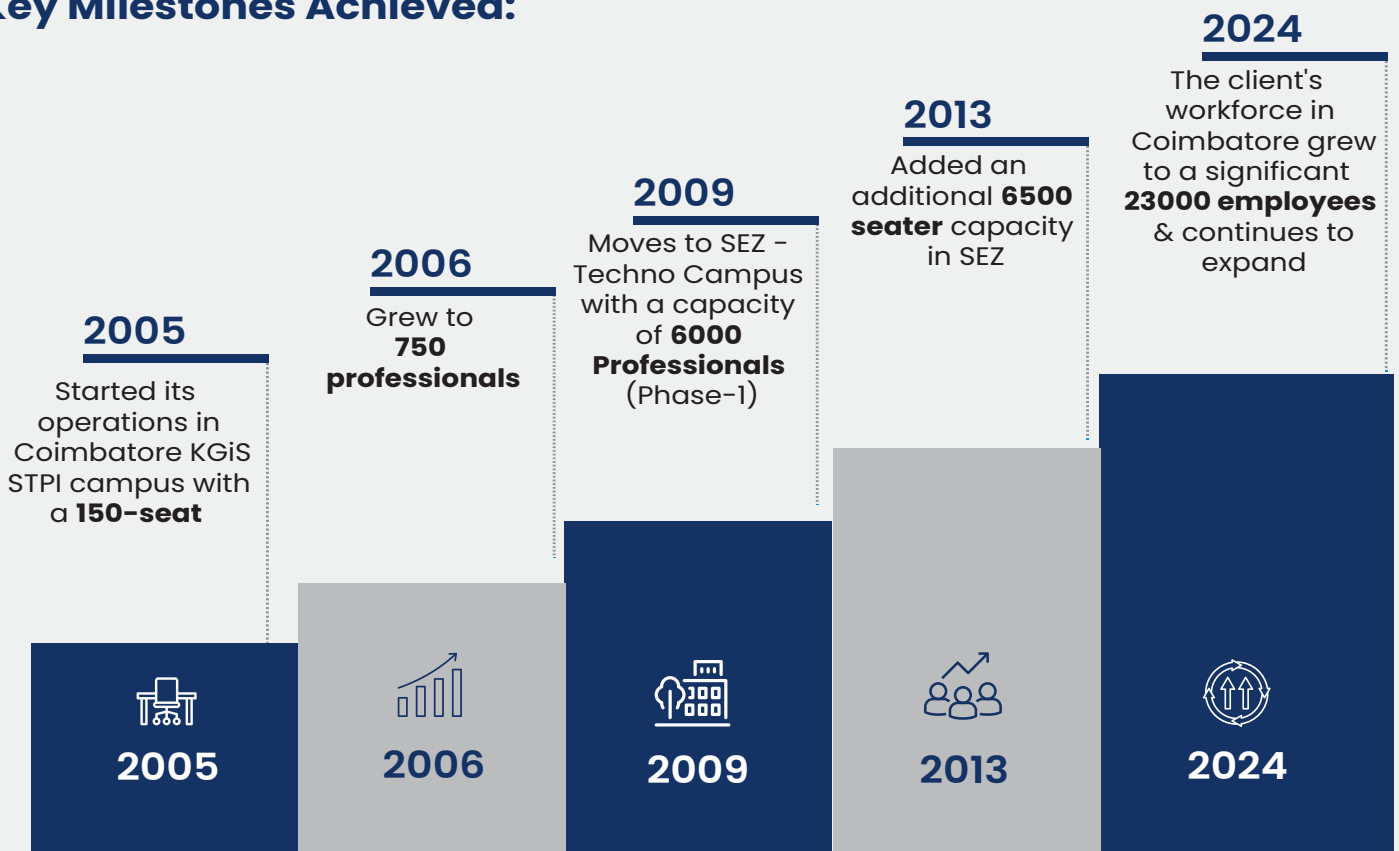 Key Milestones Achieved:
2005
Started its
operations in
Coimbatore KGiS
STPI campus with
a 150-seat
2006
Grew to
750
professionals
2009
Moves to SEZ -
Techno Campus
with a capacity
of 6000
Professionals
(Phase-1)
2013
Added an
additional 6500
seater capacity
in SEZ
2024
The client's
workforce in
Coimbatore grew
to a significant
23000 employees
& continues to
expand
2005
2006
2009
2013
2024